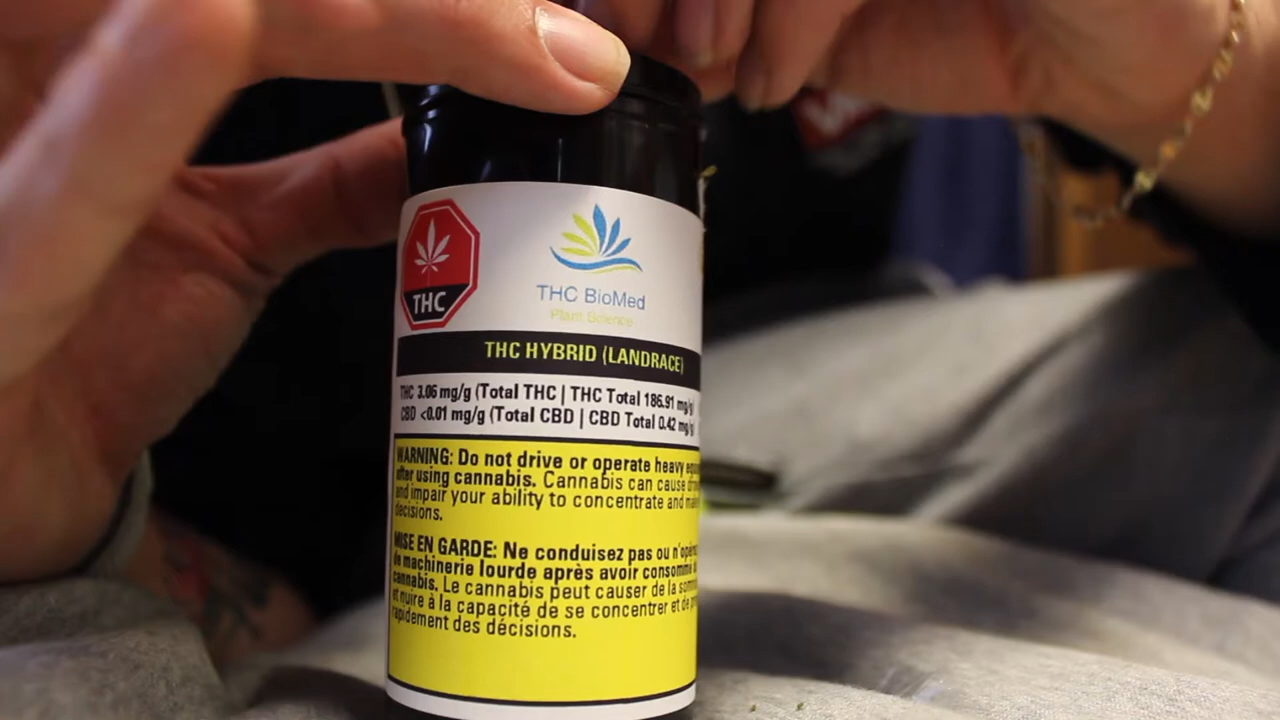 THC
THC BioMed
Plant Science
THC HYBRID (LANDRACE)
THC 3.06 mg/g (Total THC | THC Total 186.91 mg/g)
CBD <0.01 mg/g (Total CBD | CBD Total 0.42 mg/g)
WARNING: Do not drive or operate heavy
after using cannabis. Cannabis can cause
and impair your ability to concentrate and
decisions.
MISE EN GARDE: Ne conduisez pas ou
de machinerie lourde après avoir consommé
cannabis. Le cannabis peut causer de la
et nuire à la capacité de se concentrer et de
rapidement des décisions.